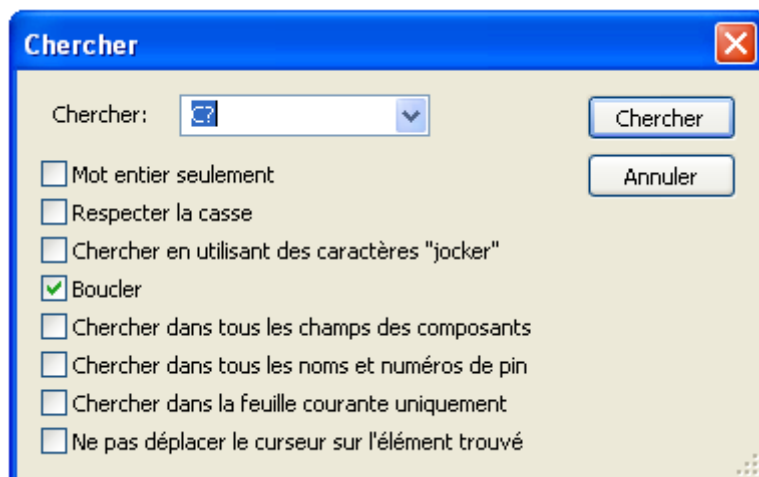 Chercher
Chercher: C? Chercher
Annuler
Mot entier seulement
Respecter la casse
Chercher en utilisant des caractères "jocker"
Boucler
Chercher dans tous les champs des composants
Chercher dans tous les noms et numéros de pin
Chercher dans la feuille courante uniquement
Ne pas déplacer le curseur sur l'élément trouvé